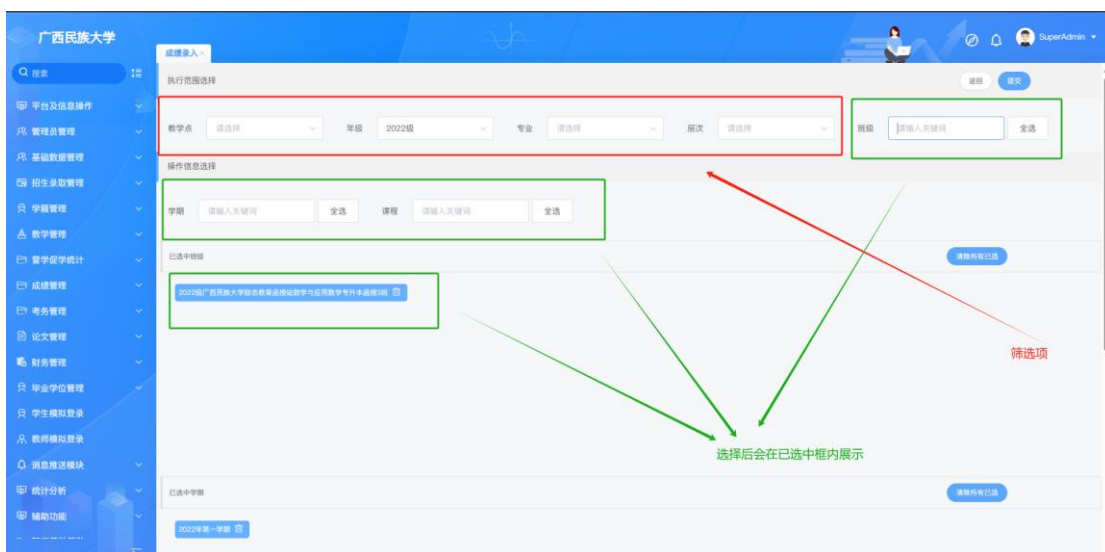 广西民族大学
成绩录入×
SuperAdmin
搜索
执行范围选择
返回
提交
平台及信息操作
管理员管理
教学点 请选择 年级 2022级 专业 请选择 层次 请选择 班级 请输入关键词 全选
基础数据管理
操作信息选择
招生录取管理
学籍管理
学期 请输入关键词 全选 课程 请输入关键词 全选
教学管理
督学促学统计
已选中班级
清除所有已选
成绩管理
2022级广西民族大学励志教育函授站数学与应用数学专升本函授3班
考务管理
论文管理
筛选项
财务管理
毕业学位管理
学生模拟登录
教师模拟登录
选择后会在已选中框内展示
消息推送模块
统计分析
已选中学期
清除所有已选
辅助功能
2022年第一学期